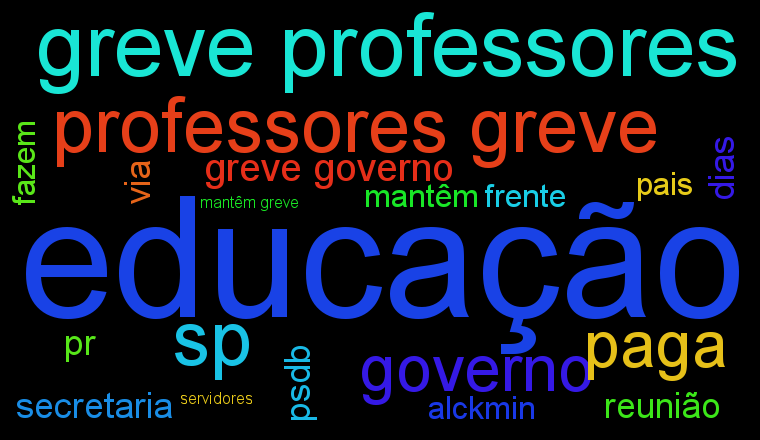 greve professores
professores greve
fazem
via
greve governo
mantêm greve
mantêm
frente
pais
dias
educação
pr
sp
psdb
governo
paga
secretaria
servidores
alckmin
reunião